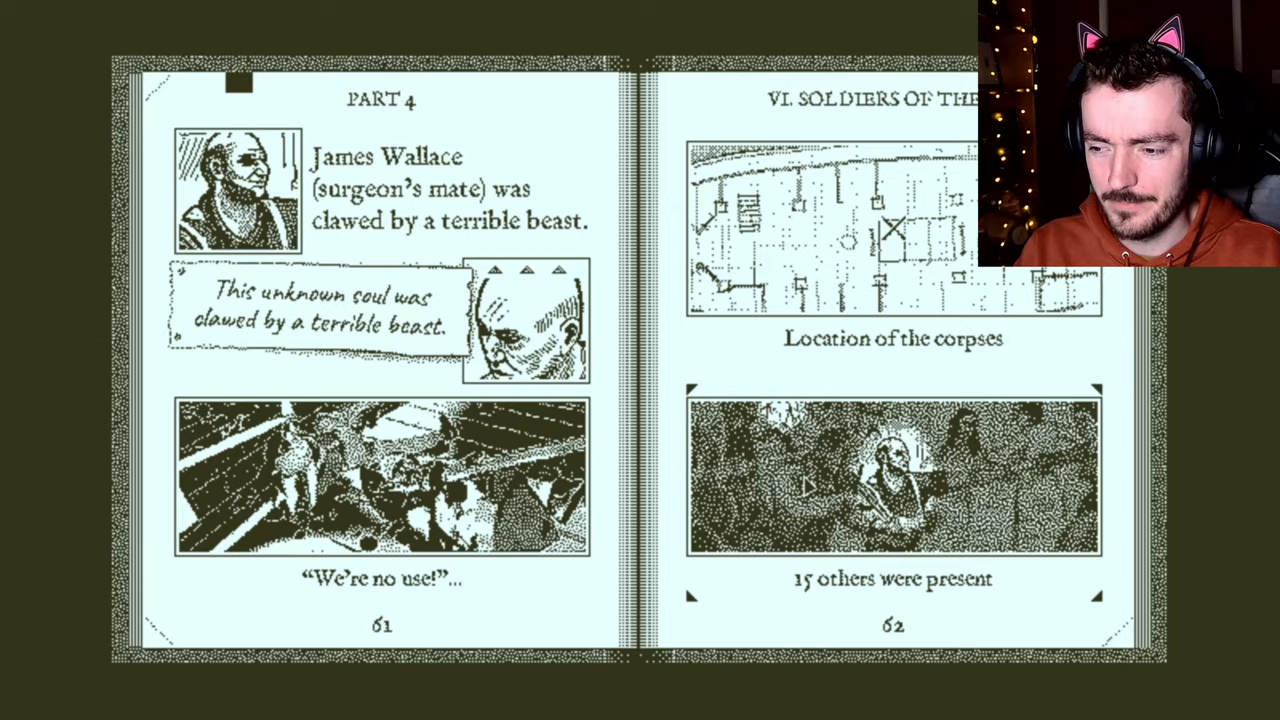 PART 4
James Wallace
(surgeon's mate) was
clawed by a terrible beast.
This unknown soul was
clawed by a terrible beast.
"We're no use!"...
61
VI. SOLDIERS OF THE
Location of the corpses
15 others were present
62